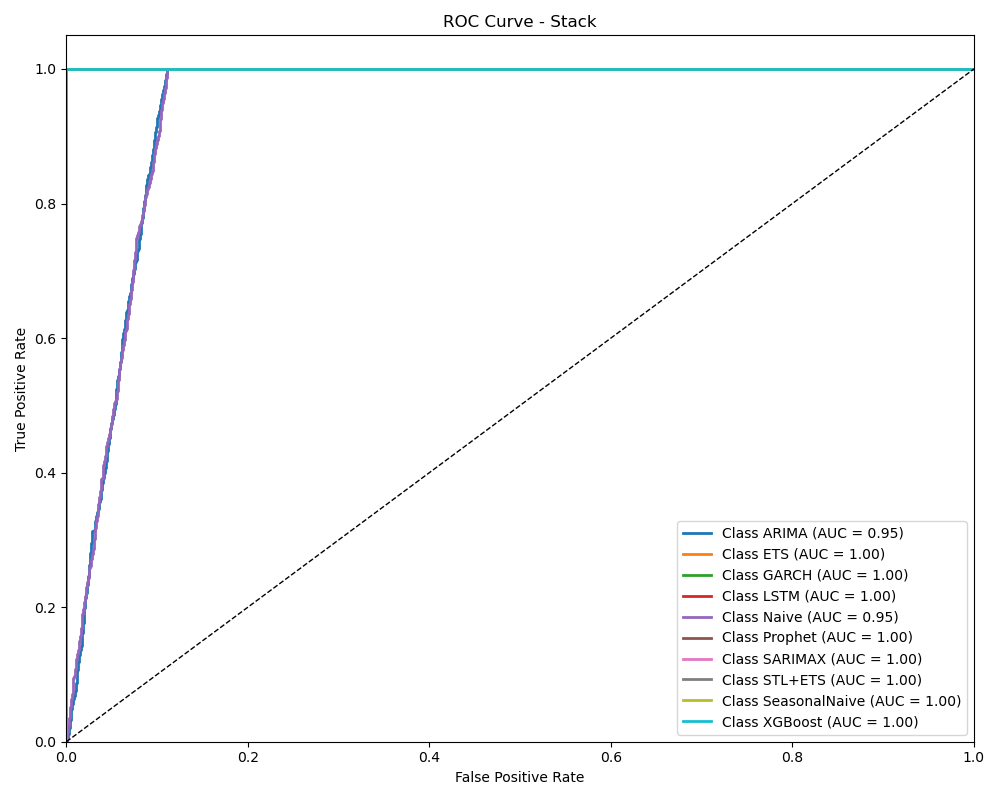 ROC Curve - Stack
True Positive Rate
1.0
0.8
0.6
0.4
0.2
0.0
0.0 0.2 0.4 0.6 0.8 1.0
False Positive Rate
Class ARIMA (AUC = 0.95)
Class ETS (AUC = 1.00)
Class GARCH (AUC = 1.00)
Class LSTM (AUC = 1.00)
Class Naive (AUC = 0.95)
Class Prophet (AUC = 1.00)
Class SARIMAX (AUC = 1.00)
Class STL+ETS (AUC = 1.00)
Class SeasonalNaive (AUC = 1.00)
Class XGBoost (AUC = 1.00)